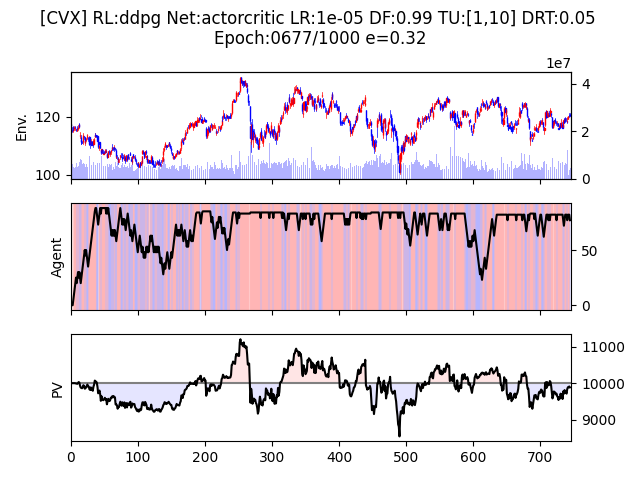 [CVX] RL:ddpg Net:actorcritic LR:1e-05 DF:0.99 TU:[1,10] DRT:0.05
Epoch:0677/1000 e=0.32
1e7
Env.
120
100
4
2
0
Agent
50
0
PV
11000
10000
9000
0 100 200 300 400 500 600 700